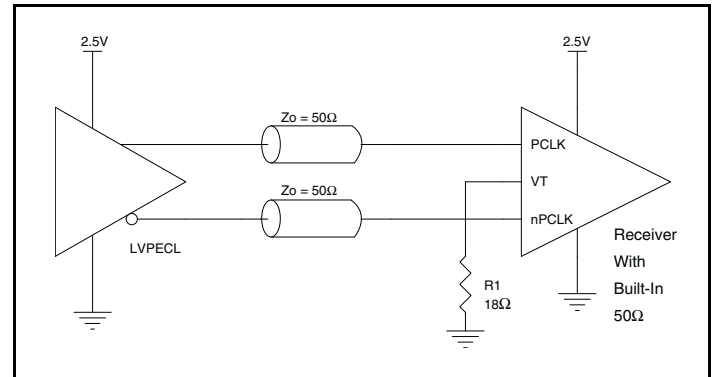 2.5V
2.5V
Zo = 50Ω
PCLK
VT
Zo = 50Ω
nPCLK
LVPECL
Receiver
With
Built-In
50Ω
R1
18Ω